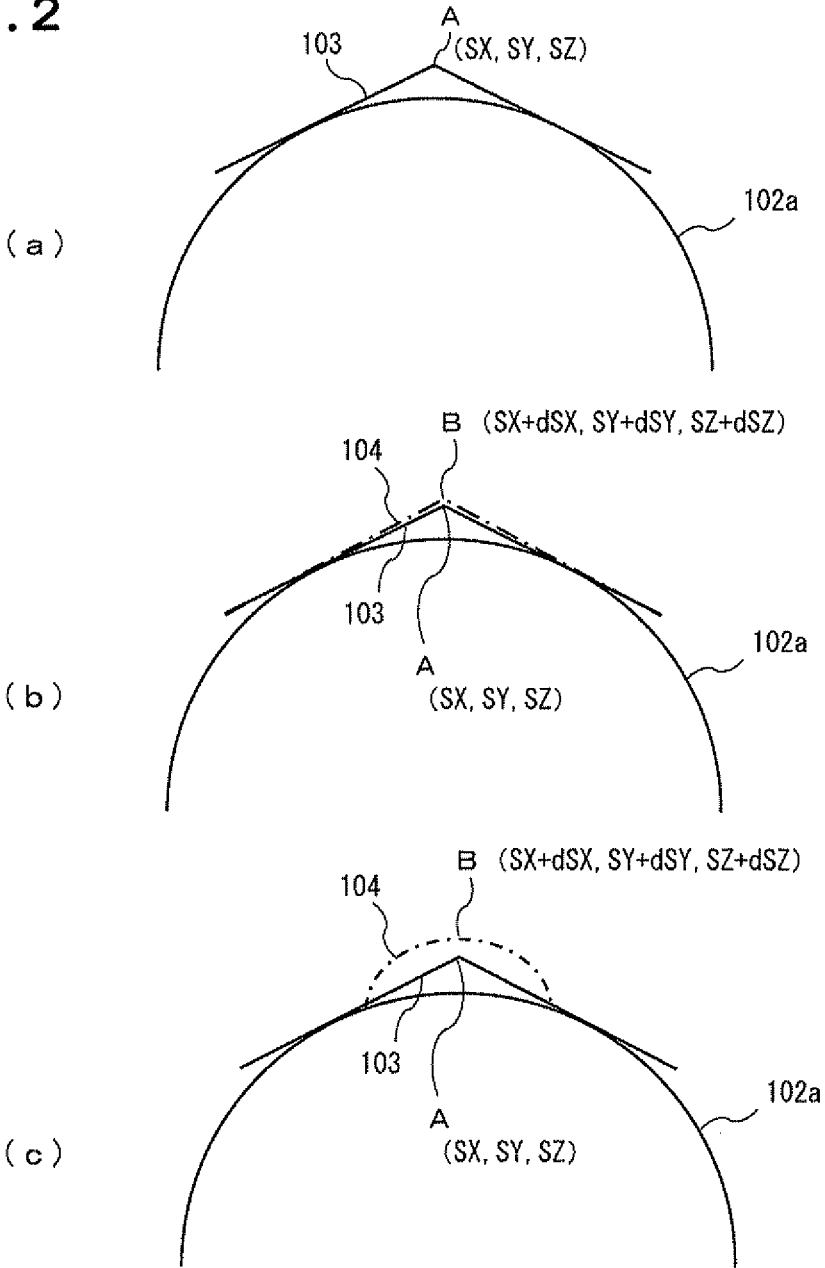 .2
A
103
(SX, SY, SZ)
102a
(a)
B (SX+dSX, SY+dSY, SZ+dSZ)
104
103
102a
A
(b)
(SX, SY, SZ)
B (SX+dSX, SY+dSY, SZ+dSZ)
104
103
102a
A
(c)
(SX, SY, SZ)